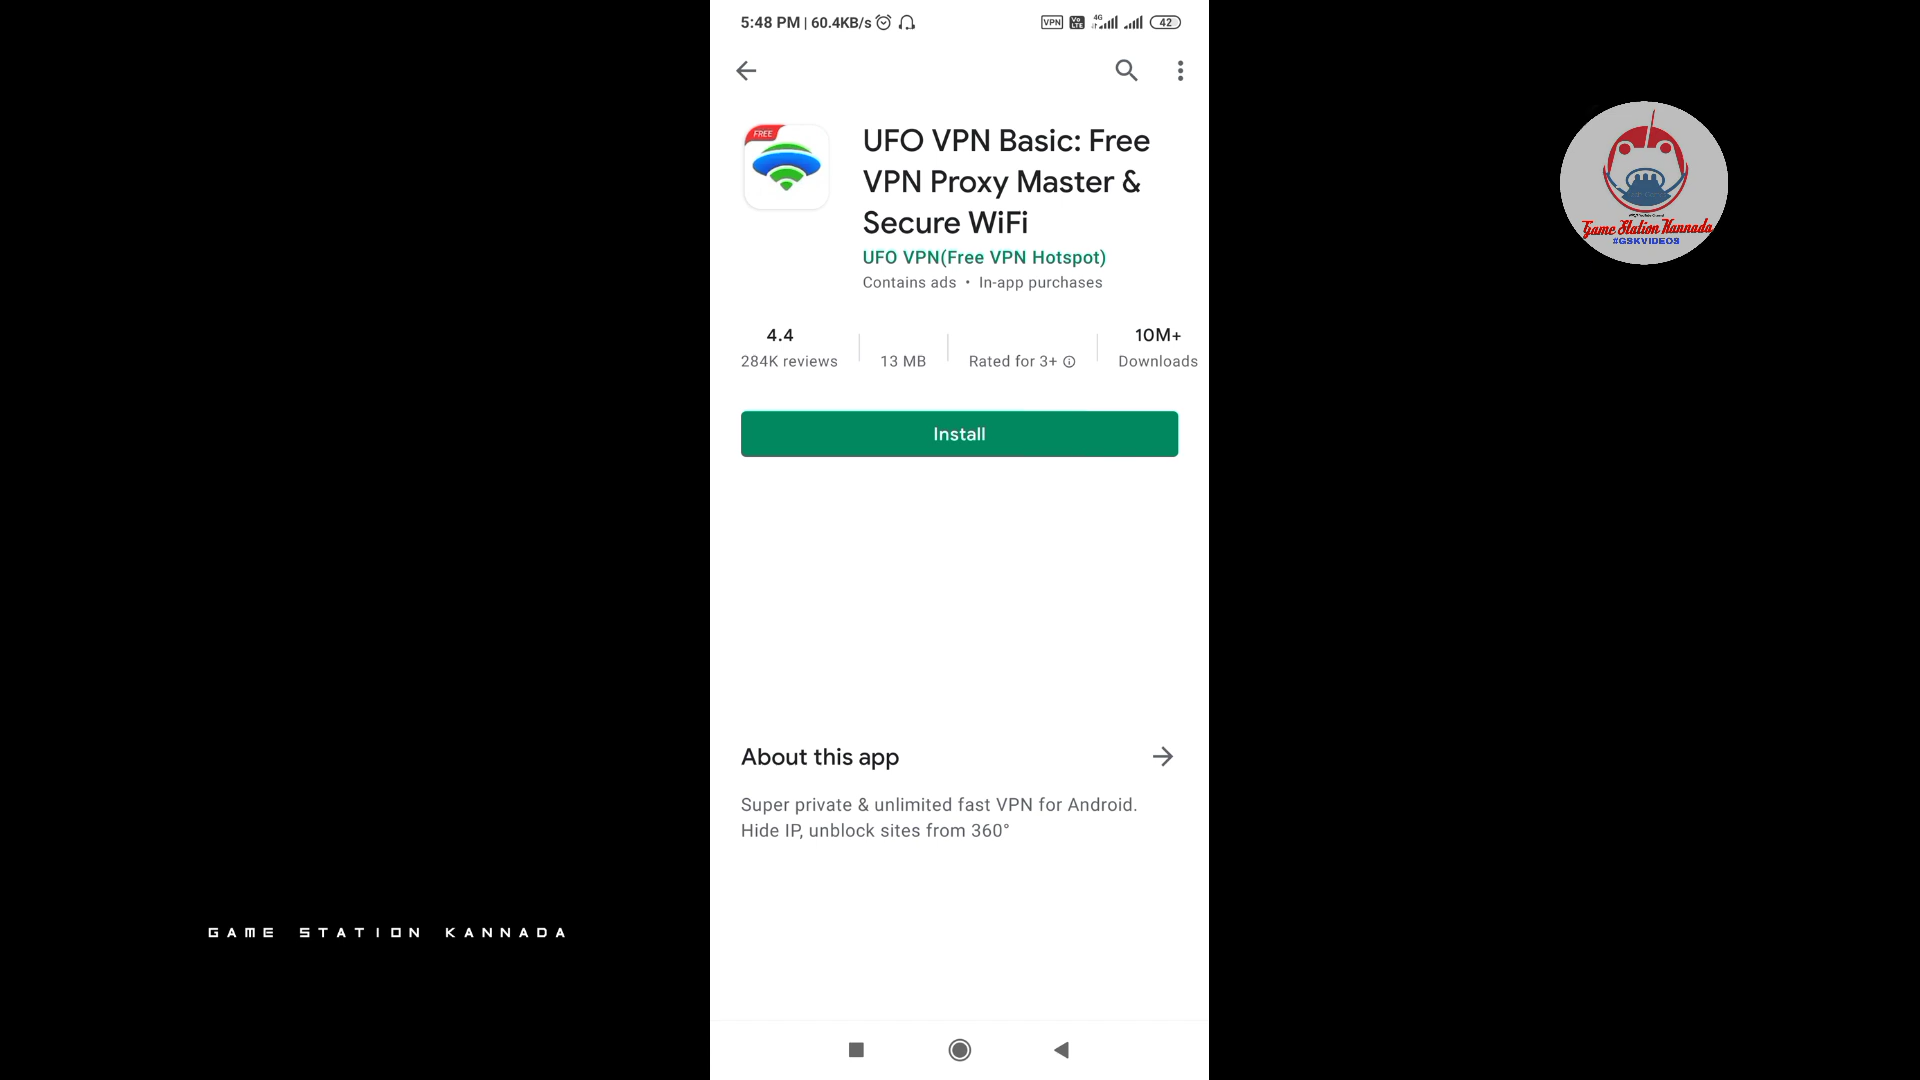 5:48 PM | 60.4KB/s
VPN
Vo
LTE
4G
42
FREE
UFO VPN Basic: Free
VPN Proxy Master &
Secure WiFi
UFO VPN(Free VPN Hotspot)
Contains ads • In-app purchases
4.4
284K reviews
13 MB
Rated for 3+
10M+
Downloads
Install
About this app
Super private & unlimited fast VPN for Android.
Hide IP, unblock sites from 360°
Game Station Kannada
#GSKVIDEOS
GAME STATION KANNADA